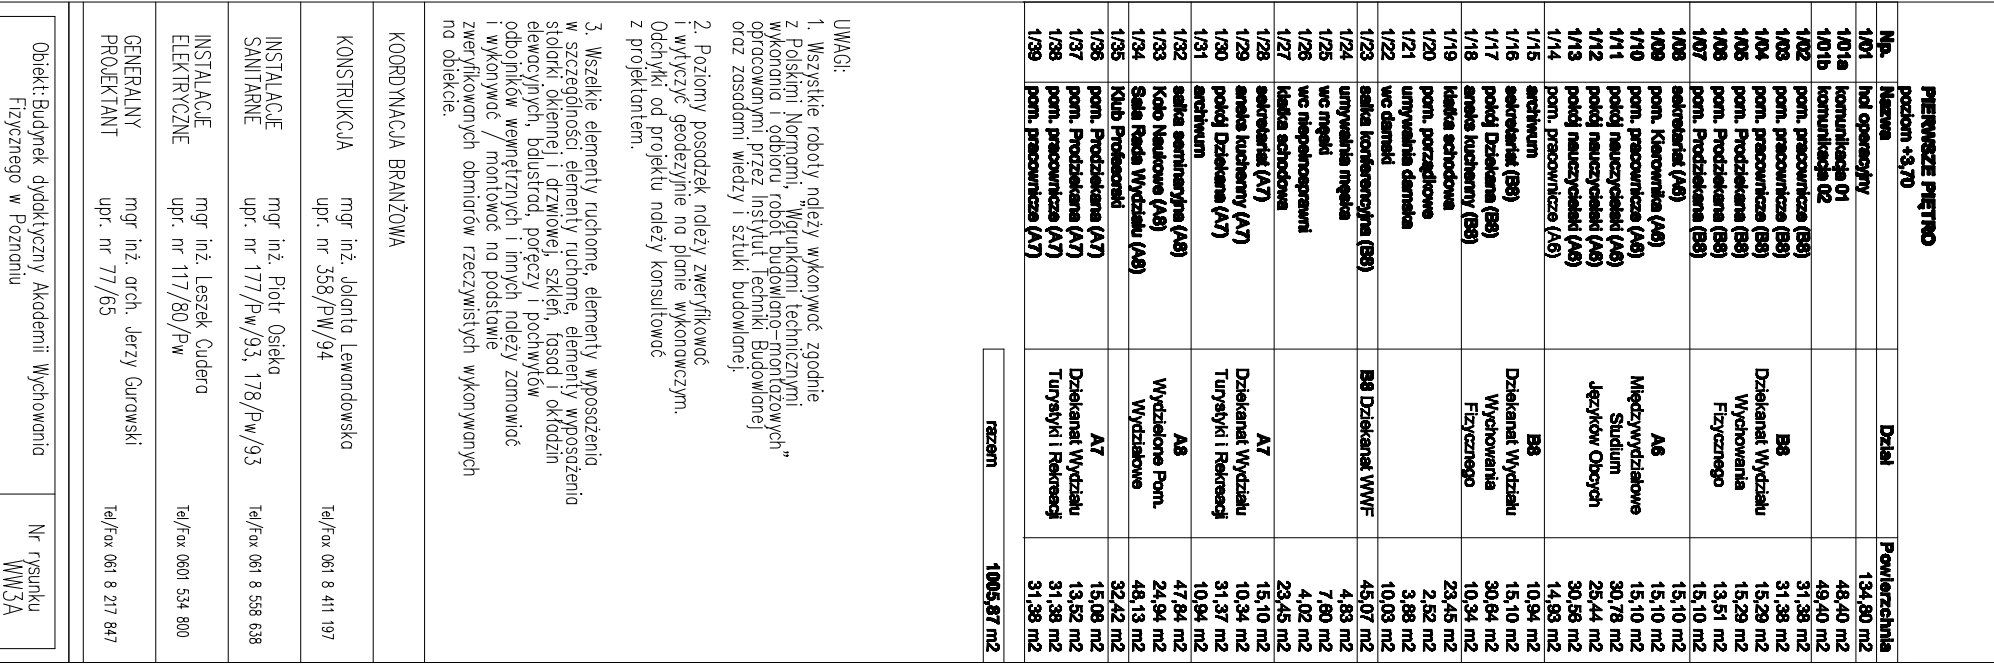 PIERWSZE PIĘTRO
poziom +3,70
Np. Nazwa Dział Powierzchnia
1/01 hol operacyjny 134,80 m2
1/01a komunikacja 01 48,40 m2
1/01b komunikacja 02 49,40 m2
1/02 pom. pracownicze (B8) 31,38 m2
1/03 pom. pracownicze (B8) B8 31,38 m2
1/04 pom. Prodziekana (B8) Dziekanat Wydziału 15,29 m2
1/05 pom. Prodziekana (B8) Wychowania 15,29 m2
1/06 pom. Prodziekana (B8) Fizycznego 13,51 m2
1/07 pom. Prodziekana (B8) 15,10 m2
1/08 sekretariat (A6) 15,10 m2
1/09 pom. Kierownika (A6) A6 15,10 m2
1/10 pom. pracownicze (A6) Międzywydziałowe 15,10 m2
1/11 pokój nauczycielski (A6) Studium 30,78 m2
1/12 pokój nauczycielski (A6) Języków Obcych 25,44 m2
1/13 pokój nauczycielski (A6) 30,56 m2
1/14 pom. pracownicze (A6) 14,93 m2
1/15 archiwum B8 10,94 m2
1/16 sekretariat (B8) Dziekanat Wydziału 15,10 m2
1/17 pokój Dziekana (B8) Wychowania 30,64 m2
1/18 aneks kuchenny (B8) Fizycznego 10,34 m2
1/19 klatka schodowa 23,45 m2
1/20 pom. porządkowe 2,52 m2
1/21 umywalnia damska 3,88 m2
1/22 wc damski 10,03 m2
1/23 salka konferencyjna (B8) B8 Dziekanat WWF 45,07 m2
1/24 umywalnia męska 4,83 m2
1/25 wc męski 7,60 m2
1/26 wc niepełnosprawni 4,02 m2
1/27 klatka schodowa 23,45 m2
1/28 sekretariat (A7) A7 15,10 m2
1/29 aneks kuchenny (A7) Dziekanat Wydziału 10,34 m2
1/30 pokój Dziekana (A7) Turystyki i Rekreacji 31,37 m2
1/31 archiwum 10,94 m2
1/32 salka seminaryjna (A8) A8 47,84 m2
1/33 Koło Naukowe (A8) Wydzielone Pom. 24,94 m2
1/34 Sala Rada Wydziału (A8) Wydziałowe 48,13 m2
1/35 Klub Profesorski 32,42 m2
1/36 pom. Prodziekana (A7) A7 15,08 m2
1/37 pom. Prodziekana (A7) Dziekanat Wydziału 13,52 m2
1/38 pom. pracownicze (A7) Turystyki i Rekreacji 31,38 m2
1/39 pom. pracownicze (A7) 31,38 m2
razem 1005,87 m2
UWAGI:
1. Wszystkie roboty należy wykonywać zgodnie
z Polskimi Normami, "Warunkami technicznymi
wykonania i odbioru robót budowlano-montażowych"
opracowanymi przez Instytut Techniki Budowlanej
oraz zasadami wiedzy i sztuki budowlanej.
2. Poziomy posadzek należy zweryfikować
i wytyczyć geodezyjnie na planie wykonawczym.
Odchyłki od projektu należy konsultować
z projektantem.
3. Wszelkie elementy ruchome, elementy wyposażenia
w szczególności elementy ruchome, elementy wyposażenia
stolarki okiennej i drzwiowej, szkleń, fasad i okładzin
elewacyjnych, balustrad, poręczy i pochwytów
odbojników wewnętrznych i innych należy zamawiać
i wykonywać / montować na podstawie
zweryfikowanych obmiarów rzeczywistych wykonywanych
na obiekcie.
KOORDYNACJA BRANŻOWA
KONSTRUKCJA mgr inż. Jolanta Lewandowska
upr. nr 358/PW/94 Tel/Fax 061 8 411 197
INSTALACJE mgr inż. Piotr Osieka
SANITARNE upr. nr 177/Pw/93, 178/Pw/93 Tel/Fax 061 8 558 638
INSTALACJE mgr inż. Leszek Cudera
ELEKTRYCZNE upr. nr 117/80/Pw Tel/Fax 0601 534 800
GENERALNY mgr inż. arch. Jerzy Gurawski
PROJEKTANT upr. nr 77/65 Tel/Fax 061 8 217 847
Obiekt: Budynek dydaktyczny Akademii Wychowania Nr rysunku
Fizycznego w Poznaniu WW3A